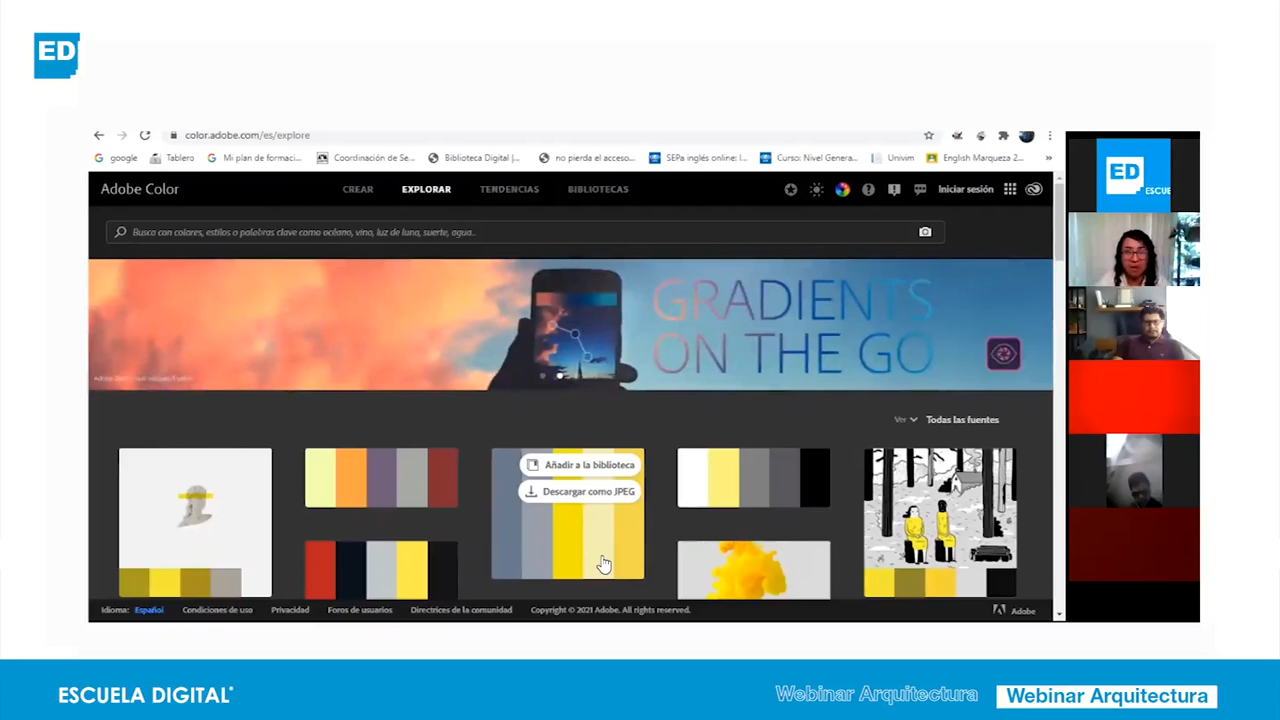 ED
color.adobe.com/es/explore
google
Tablero
Mi plan de formaci...
Coordinación de Se...
Biblioteca Digital |...
no pierda el acceso...
SEPa inglés online: I...
Curso: Nivel Genera...
Univim
English Marqueza 2...
»
Adobe Color
CREAR
EXPLORAR
TENDENCIAS
BIBLIOTECAS
Iniciar sesión
ED
ESCUE
Busca con colores, estilos o palabras clave como océano, vino, luz de luna, suerte, agua...
GRADIENTS
ON THE GO
Ver
Todas las fuentes
Añadir a la biblioteca
Descargar como JPEG
Idioma: Español
Condiciones de uso
Privacidad
Foros de usuarios
Directrices de la comunidad
Copyright © 2021 Adobe. All rights reserved.
Adobe
ESCUELA DIGITAL®
Webinar Arquitectura
Webinar Arquitectura